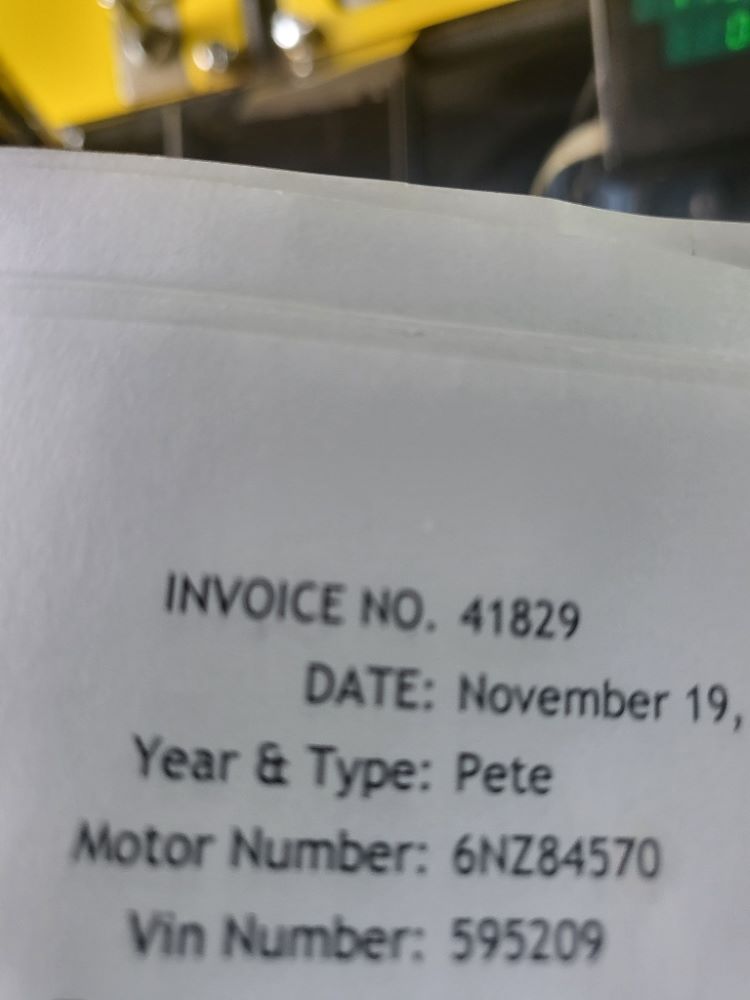 INVOICE NO. 41829
DATE: November 19,
Year & Type: Pete
Motor Number: 6NZ84570
Vin Number: 595209